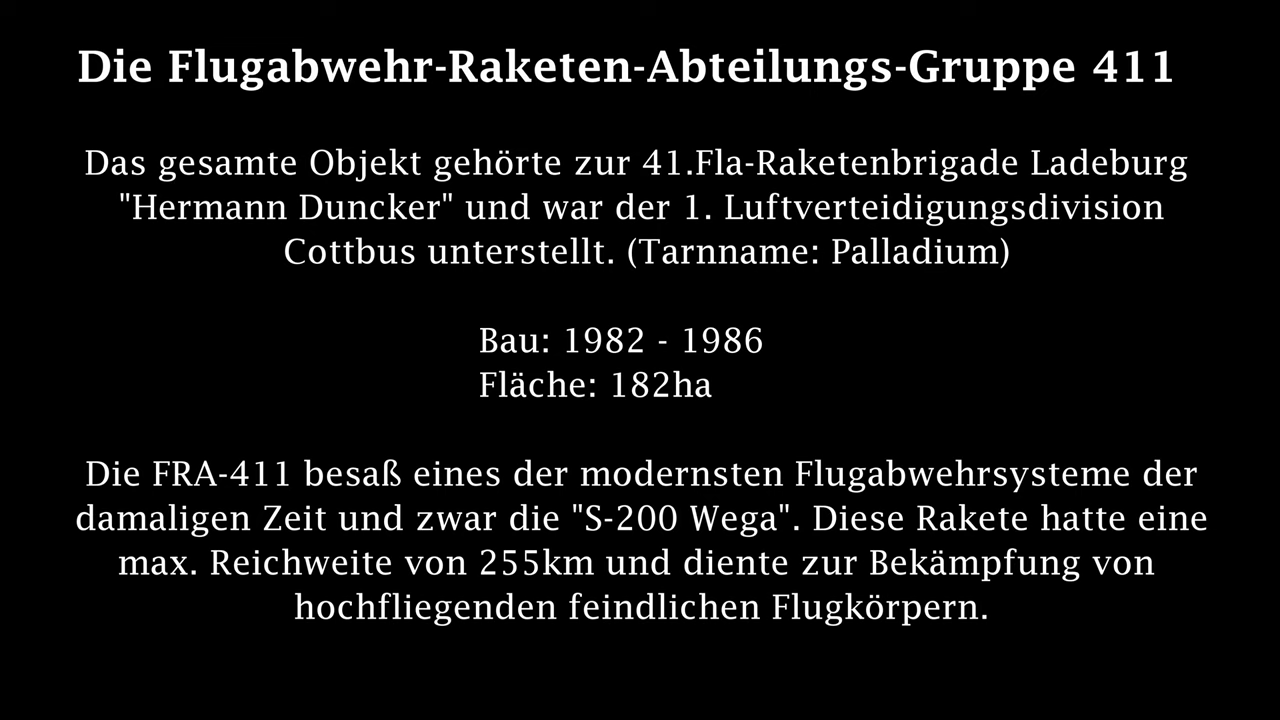 Die Flugabwehr-Raketen-Abteilungs-Gruppe 411
Das gesamte Objekt gehörte zur 41.Fla-Raketenbrigade Ladeburg
"Hermann Duncker" und war der 1. Luftverteidigungsdivision
Cottbus unterstellt. (Tarnname: Palladium)
Bau: 1982 - 1986
Fläche: 182ha
Die FRA-411 besaß eines der modernsten Flugabwehrsysteme der
damaligen Zeit und zwar die "S-200 Wega". Diese Rakete hatte eine
max. Reichweite von 255km und diente zur Bekämpfung von
hochfliegenden feindlichen Flugkörpern.